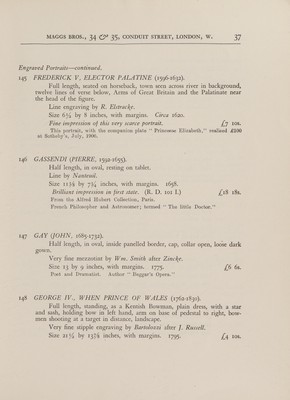 MAGGS BROS., 34 & 35, CONDUIT STREET, LONDON, W. 37
Engraved Portraits—continued.
145 FREDERICK V, ELECTOR PALATINE (1596-1632).
Full length, seated on horseback, town seen across river in background,
twelve lines of verse below, Arms of Great Britain and the Palatinate near
the head of the figure.
Line engraving by R. Elstracke.
Size 6¾ by 8 inches, with margins. Circa 1620.
Fine impression of this very scarce portrait. £7 10s.
This portrait, with the companion plate "Princesse Elizabeth," realised £106
at Sotheby's, July, 1906.
146 GASSENDI (PIERRE, 1592-1655).
Half length, in oval, resting on tablet.
Line by Nanteuil.
Size 11¼ by 7¾ inches, with margins. 1658.
Brilliant impression in first state. (R. D. 101 I.) £18 18s.
From the Alfred Hubert Collection, Paris.
French Philosopher and Astronomer; termed "The little Doctor."
147 GAY (JOHN, 1685-1732).
Half length, in oval, inside panelled border, cap, collar open, loose dark
gown.
Very fine mezzotint by Wm. Smith after Zincke.
Size 13 by 9 inches, with margins. 1775. £6 6s.
Poet and Dramatist. Author "Beggar's Opera."
148 GEORGE IV., WHEN PRINCE OF WALES (1762-1830).
Full length, standing, as a Kentish Bowman, plain dress, with a star
and sash, holding bow in left hand, arm on base of pedestal to right, bow-
men shooting at a target in distance, landscape.
Very fine stipple engraving by Bartolozzi after J. Russell.
Size 21¾ by 13¾ inches, with margins. 1795. £4 10s.